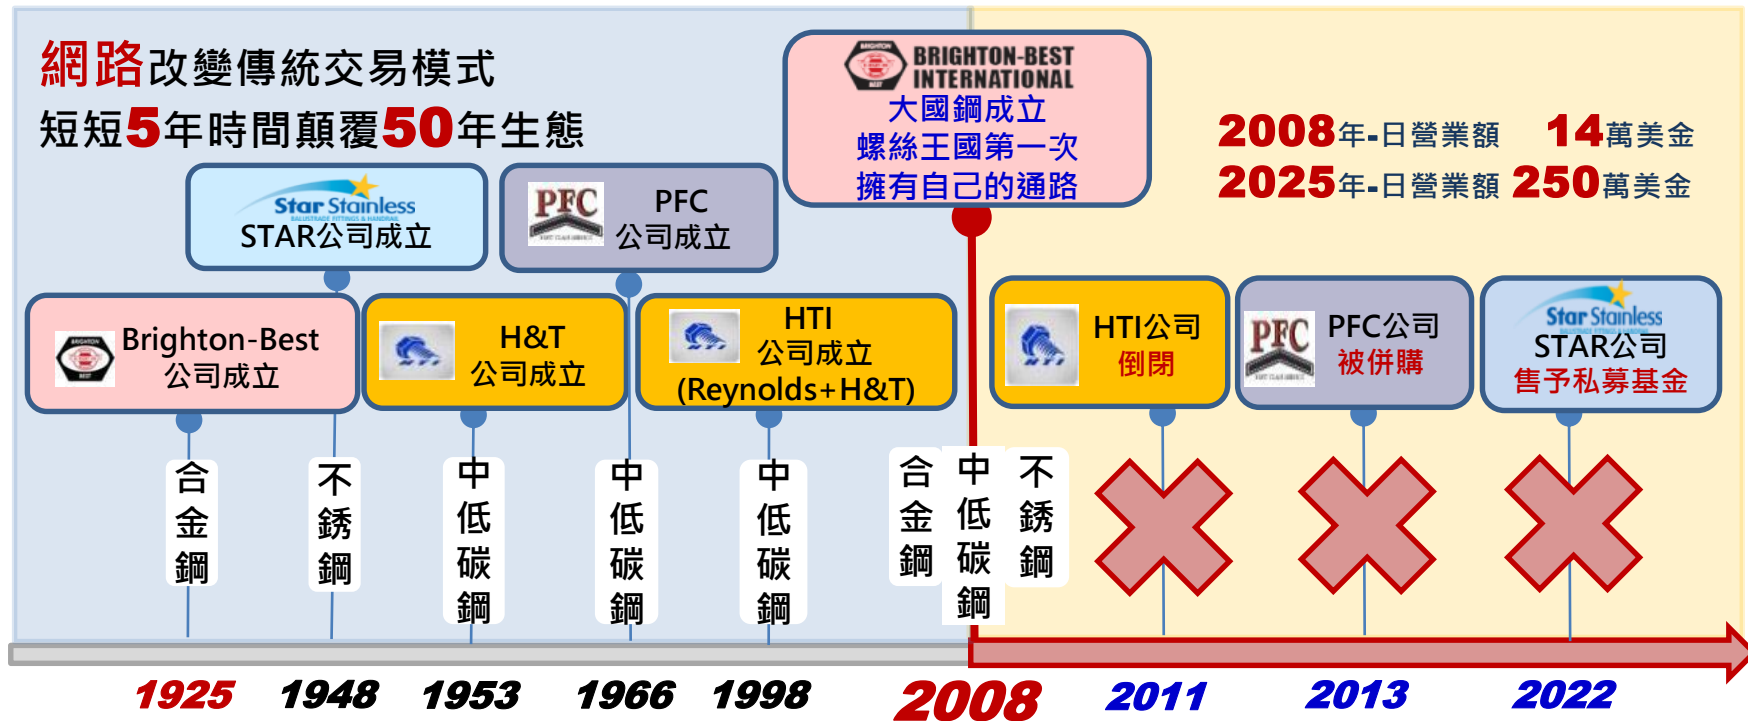 網路改變傳統交易模式
短短5年時間顛覆50年生態
BRIGHTON-BEST
INTERNATIONAL
大國鋼成立
螺絲王國第一次
擁有自己的通路
2008年-日營業額 14萬美金
2025年-日營業額 250萬美金
Star Stainless
BALUSTRADE FITTINGS & HANDRAIL
STAR公司成立
PFC
PFC
公司成立
BRIGHTON
BEST
Brighton-Best
公司成立
H&T
公司成立
HTI
公司成立
(Reynolds+H&T)
HTI公司
倒閉
PFC
PFC公司
被併購
Star Stainless
STAR公司
售予私募基金
合金鋼
不銹鋼
中低碳鋼
中低碳鋼
中低碳鋼
合金鋼
中低碳鋼
不銹鋼
1925
1948
1953
1966
1998
2008
2011
2013
2022